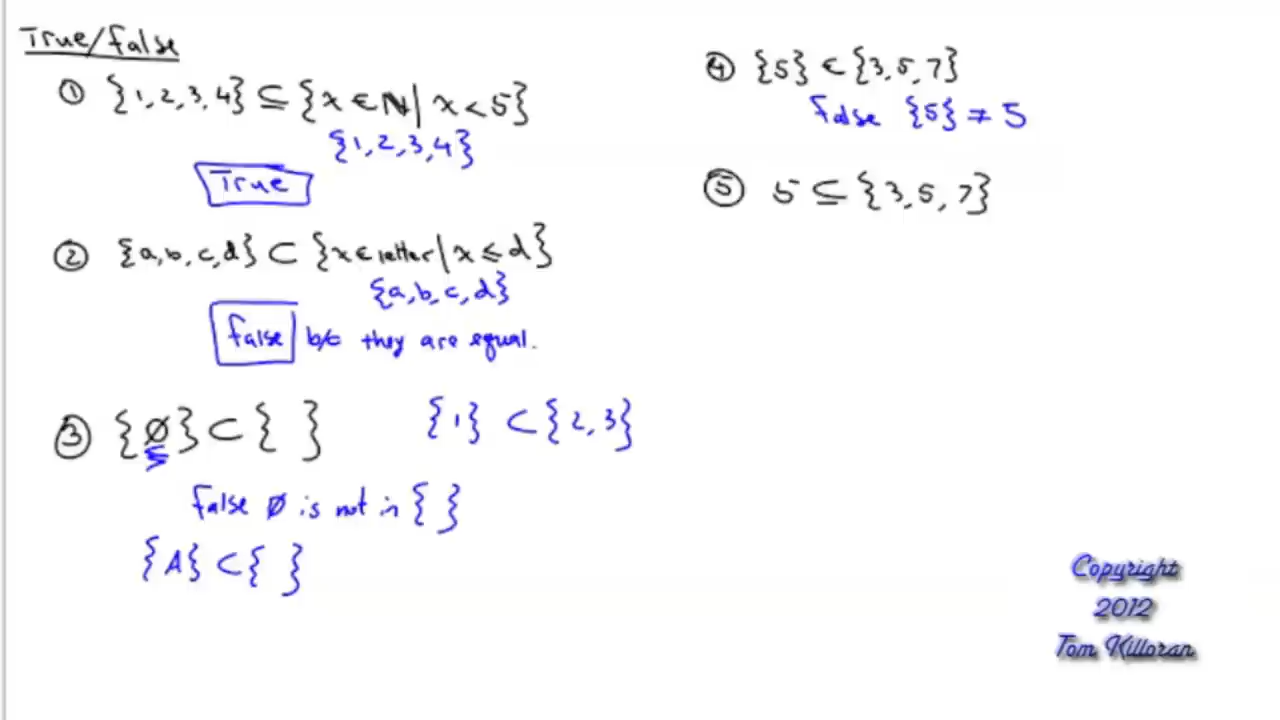 True/False
① {1,2,3,4} ⊆ {x∈ℕ| x<5}
{1,2,3,4}
True
② {a,b,c,d} ⊂ {x∈letter| x≤d}
{a,b,c,d}
False b/c they are equal.
③ {∅} ⊂ { } {1} ⊂ {2,3}
False ∅ is not in { }
{A} ⊂ { }
④ {5} ∈ {3,5,7}
False {5} ≠ 5
⑤ 5 ⊆ {3,5,7}
Copyright
2012
Tom Killoran